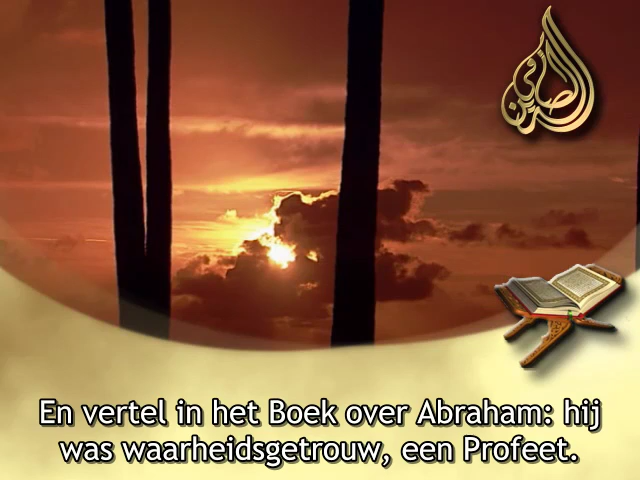 En vertel in het Boek over Abraham: hij
was waarheidsgetrouw, een Profeet.